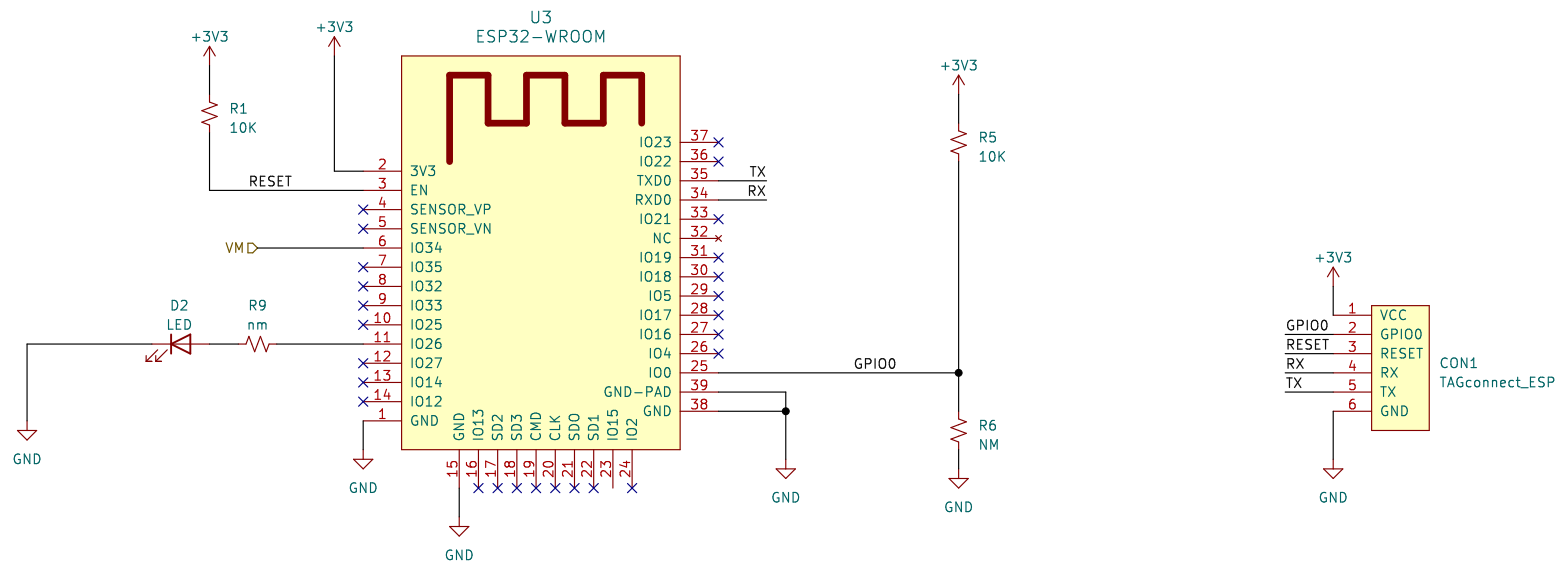 U3
ESP32-WROOM
+3V3
+3V3
R1
10K
RESET
2
3V3
3
EN
4
SENSOR_VP
5
SENSOR_VN
VM
6
IO34
7
IO35
8
IO32
9
IO33
10
IO25
11
IO26
12
IO27
13
IO14
14
IO12
1
GND
D2
LED
R9
nm
GND
GND
IO23
37
IO22
36
TXD0
35
TX
RXD0
34
RX
IO21
33
NC
32
IO19
31
IO18
30
IO5
29
IO17
28
IO16
27
IO4
26
IO0
25
GPIO0
GND-PAD
39
GND
38
GND
15
IO13
16
SD2
17
SD3
18
CMD
19
CLK
20
SD0
21
SD1
22
IO15
23
IO2
24
GND
GND
+3V3
R5
10K
R6
NM
GND
+3V3
1
VCC
GPIO0
2
GPIO0
RESET
3
RESET
RX
4
RX
TX
5
TX
6
GND
CON1
TAGconnect_ESP
GND